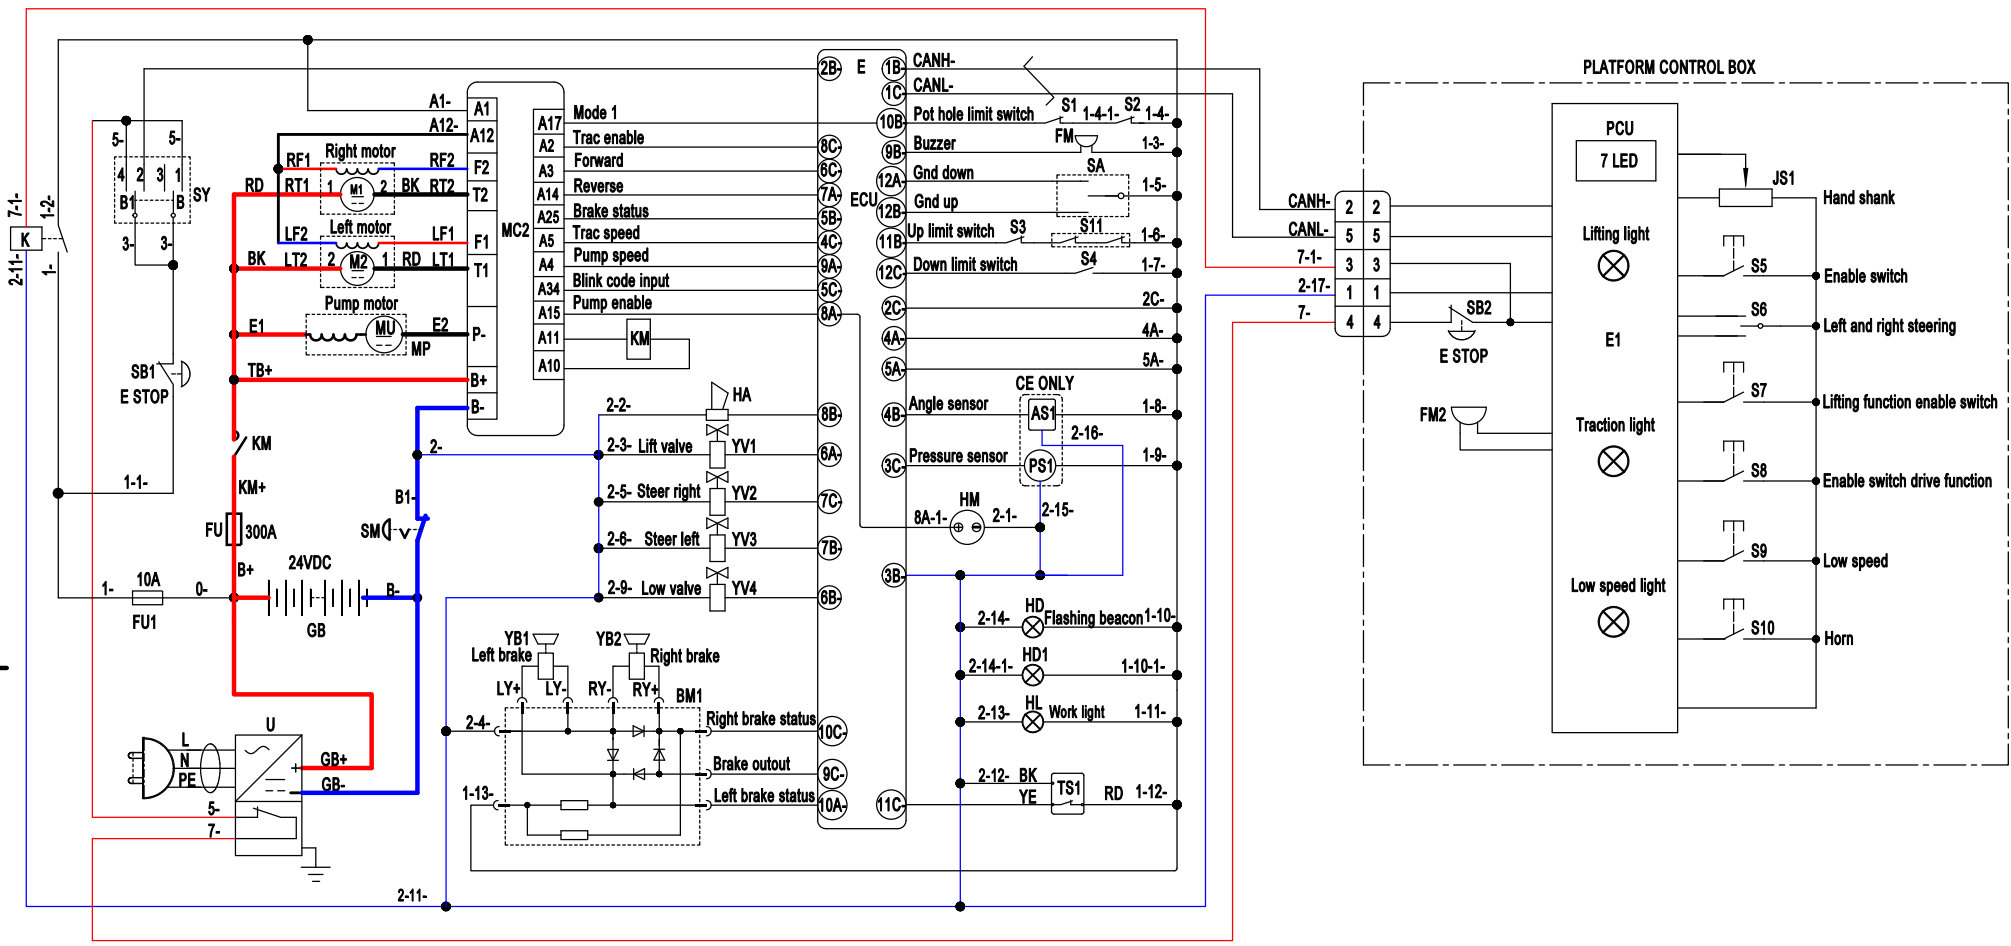 PLATFORM CONTROL BOX
2B- E 1B- CANH-
1C- CANL-
A1- A1
A12- A12
A17 Mode 1 10B- Pot hole limit switch S1 1-4-1- S2 1-4-
A2 Trac enable 8C- 9B- Buzzer FM 1-3-
A3 Forward 6C- 12A- Gnd down SA
A14 Reverse 7A- 1-5-
ECU 12B- Gnd up
A25 Brake status 5B-
A5 Trac speed 4C- 11B- Up limit switch S3 S11 1-6-
A4 Pump speed 9A- 12C- Down limit switch S4 1-7-
A34 Blink code input 5C-
A15 Pump enable 8A- 2C- 2C-
A11 KM 4A- 4A-
A10 5A- 5A-
MC2
5- 5-
4 2 3 1 SY
B1 B
3- 3-
7-1- 1-2-
K
2-11- 1-
RF1 Right motor RF2 F2
RD RT1 1 M1 2 BK RT2 T2
Left motor
LF2 LF1 F1
BK LT2 2 M2 1 RD LT1 T1
Pump motor
E1 MU E2 P-
MP
SB1
E STOP
TB+ B+
B-
KM
KM+
1-1-
FU 300A
B+
2-
B1-
SM
24VDC
B-
GB
1- 10A 0-
FU1
2-2- HA 8B-
2-3- Lift valve YV1 6A-
2-5- Steer right YV2 7C-
2-6- Steer left YV3 7B-
2-9- Low valve YV4 6B-
CE ONLY
4B- Angle sensor AS1 1-8-
2-16-
3C- Pressure sensor PS1 1-9-
HM
8A-1- 2-1- 2-15-
3B-
HD
2-14- Flashing beacon 1-10-
HD1
2-14-1- 1-10-1-
HL
2-13- Work light 1-11-
2-12- BK
TS1
11C- YE RD 1-12-
YB1 YB2
Left brake Right brake
LY+ LY- RY- RY+ BM1
2-4- Right brake status 10C-
Brake outout 9C-
1-13- Left brake status 10A-
U
L
N
PE
GB+
GB-
5-
7-
2-11-
CANH- 2 2
CANL- 5 5
7-1- 3 3
2-17- 1 1
7- 4 4
SB2
E STOP
FM2
PCU
7 LED
Lifting light
E1
Traction light
Low speed light
JS1
Hand shank
S5
Enable switch
S6
Left and right steering
S7
Lifting function enable switch
S8
Enable switch drive function
S9
Low speed
S10
Horn